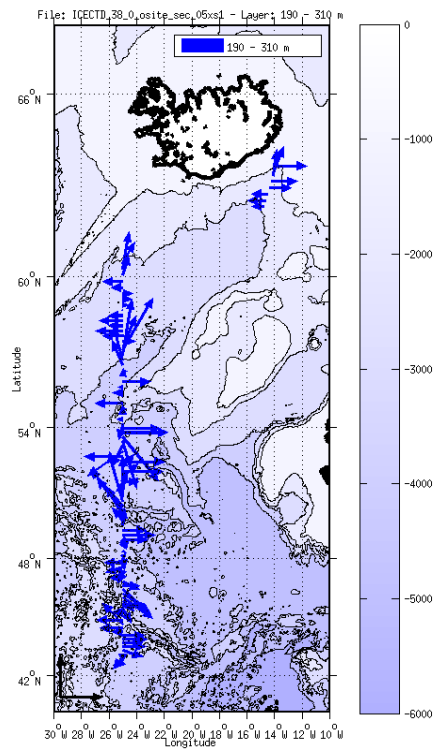 File: ICECTD_38_0_osite_sec_05xs1 - Layer: 190 - 310 m
190 - 310 m
66°N
60°N
54°N
48°N
42°N
Latitude
30°W 28°W 26°W 24°W 22°W 20°W 18°W 16°W 14°W 12°W 10°W
Longitude
0
-1000
-2000
-3000
-4000
-5000
-6000